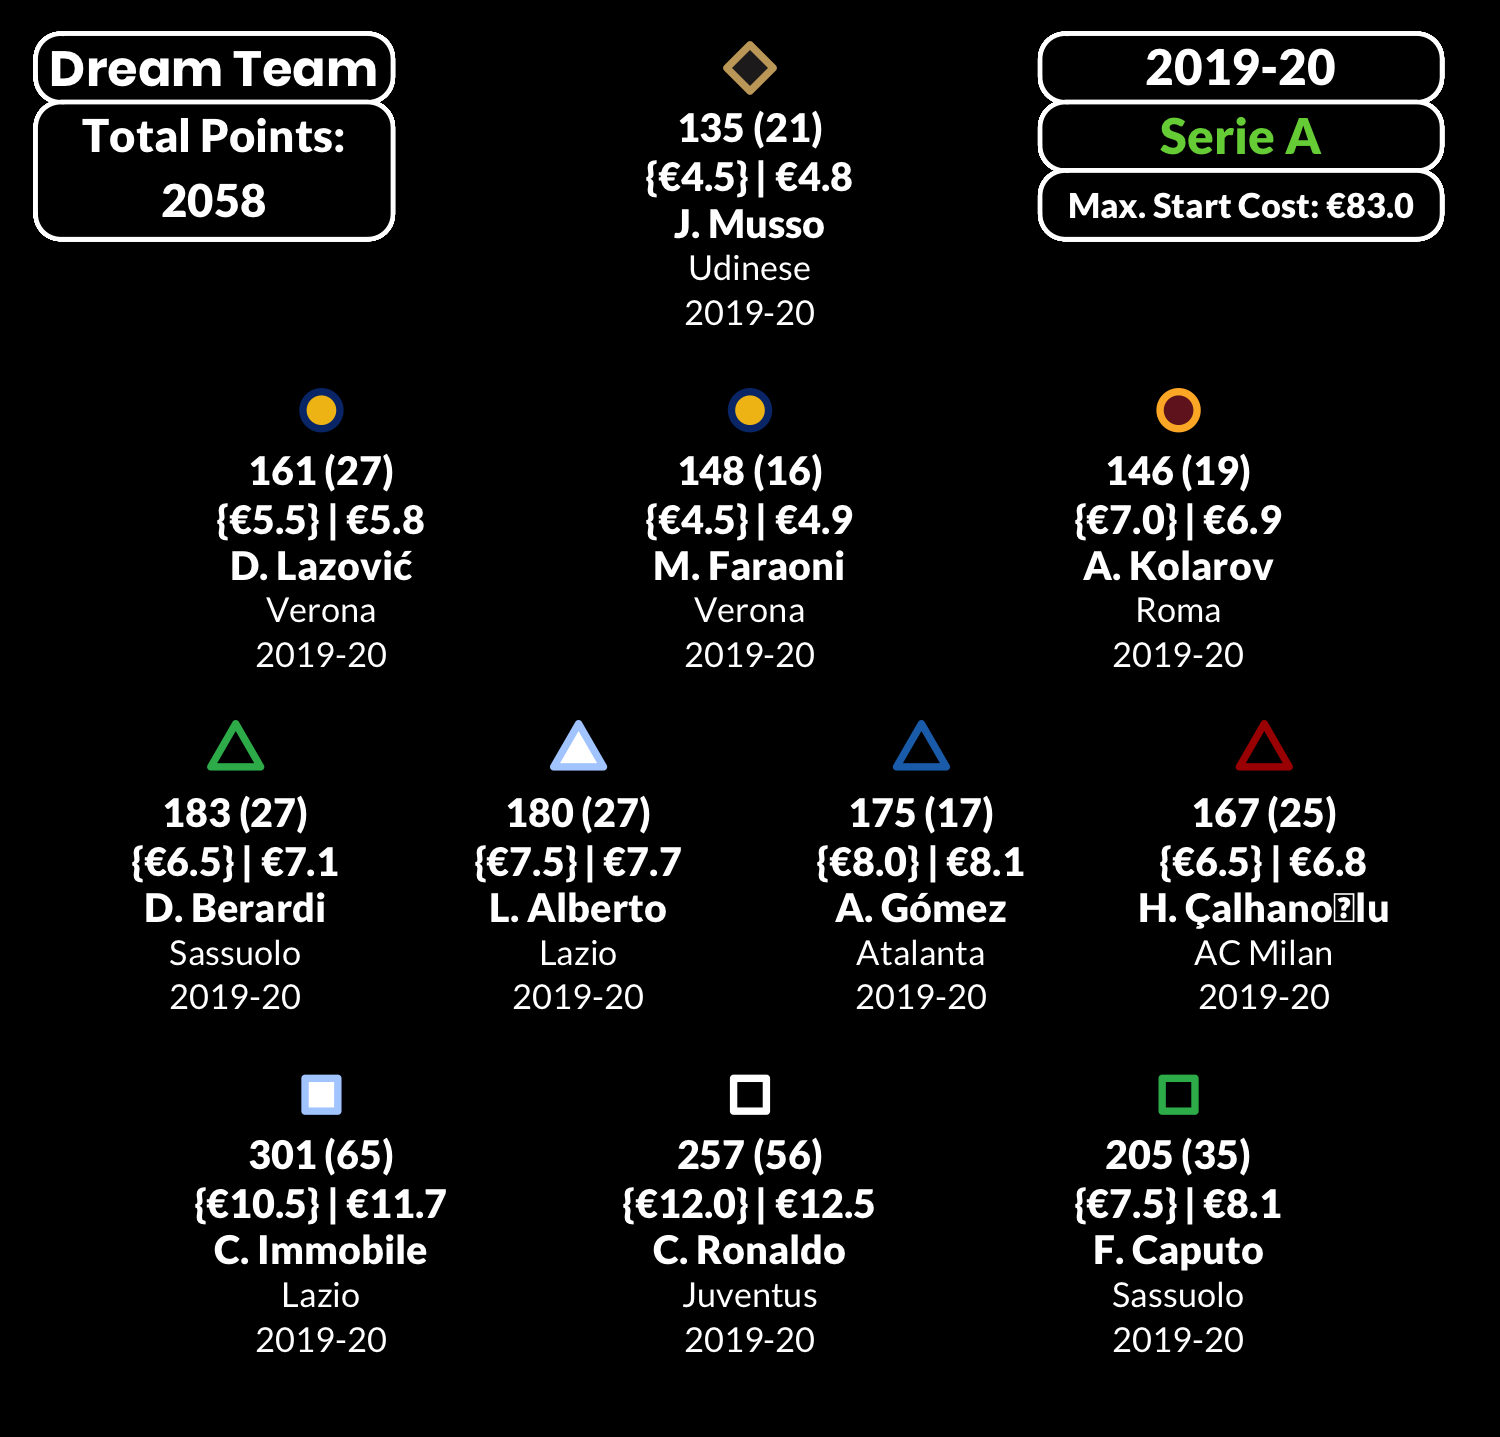 Dream Team
Total Points:
2058
2019-20
Serie A
Max. Start Cost: €83.0
135 (21)
{€4.5} | €4.8
J. Musso
Udinese
2019-20
161 (27)
{€5.5} | €5.8
D. Lazović
Verona
2019-20
148 (16)
{€4.5} | €4.9
M. Faraoni
Verona
2019-20
146 (19)
{€7.0} | €6.9
A. Kolarov
Roma
2019-20
183 (27)
{€6.5} | €7.1
D. Berardi
Sassuolo
2019-20
180 (27)
{€7.5} | €7.7
L. Alberto
Lazio
2019-20
175 (17)
{€8.0} | €8.1
A. Gómez
Atalanta
2019-20
167 (25)
{€6.5} | €6.8
H. Çalhano�lu
AC Milan
2019-20
301 (65)
{€10.5} | €11.7
C. Immobile
Lazio
2019-20
257 (56)
{€12.0} | €12.5
C. Ronaldo
Juventus
2019-20
205 (35)
{€7.5} | €8.1
F. Caputo
Sassuolo
2019-20